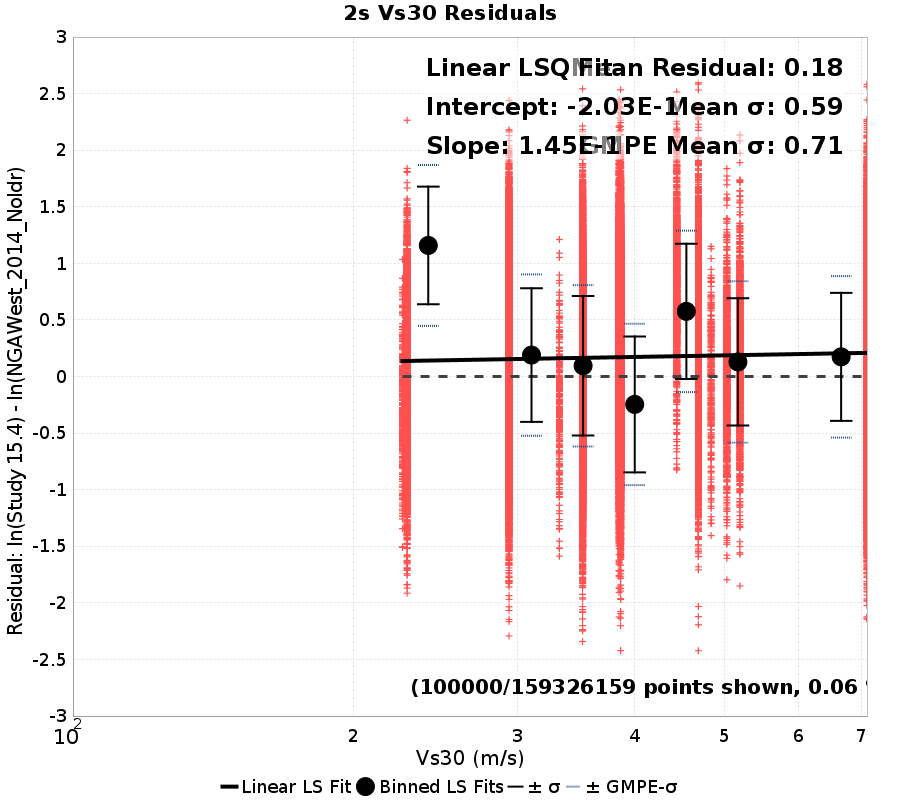 2s Vs30 Residuals
Linear LSQ Fit
Median Residual: 0.18
Intercept: -2.03E-1
Mean σ: 0.59
Slope: 1.45E-1
GMPE Mean σ: 0.71
3
2.5
2
1.5
1
0.5
0
-0.5
-1
-1.5
-2
-2.5
-3
Residual: ln(Study 15.4) - ln(NGAWest_2014_NoIdr)
(100000/159326159 points shown, 0.06
10²
2
3
4
5
6
7
Vs30 (m/s)
Linear LS Fit
Binned LS Fits
± σ
± GMPE-σ